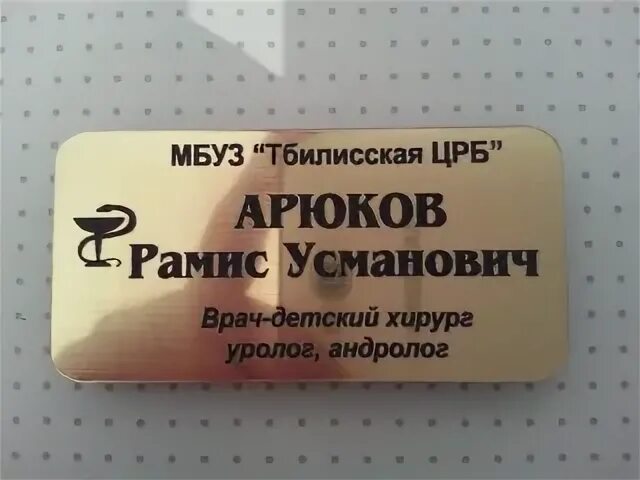 МБУЗ "Тбилисская ЦРБ"
АРЮКОВ
Рамис Усманович
Врач-детский хирург
уролог, андролог